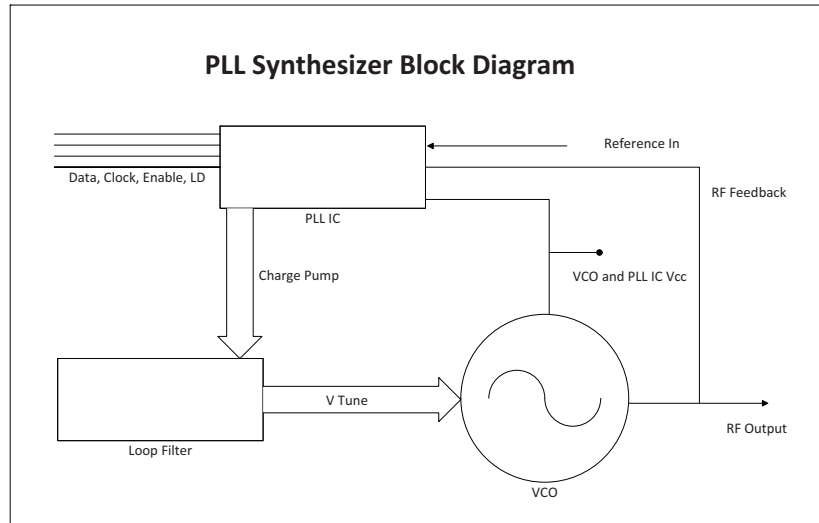 PLL Synthesizer Block Diagram
Reference In
Data, Clock, Enable, LD
RF Feedback
PLL IC
Charge Pump
VCO and PLL IC Vcc
V Tune
RF Output
Loop Filter
VCO